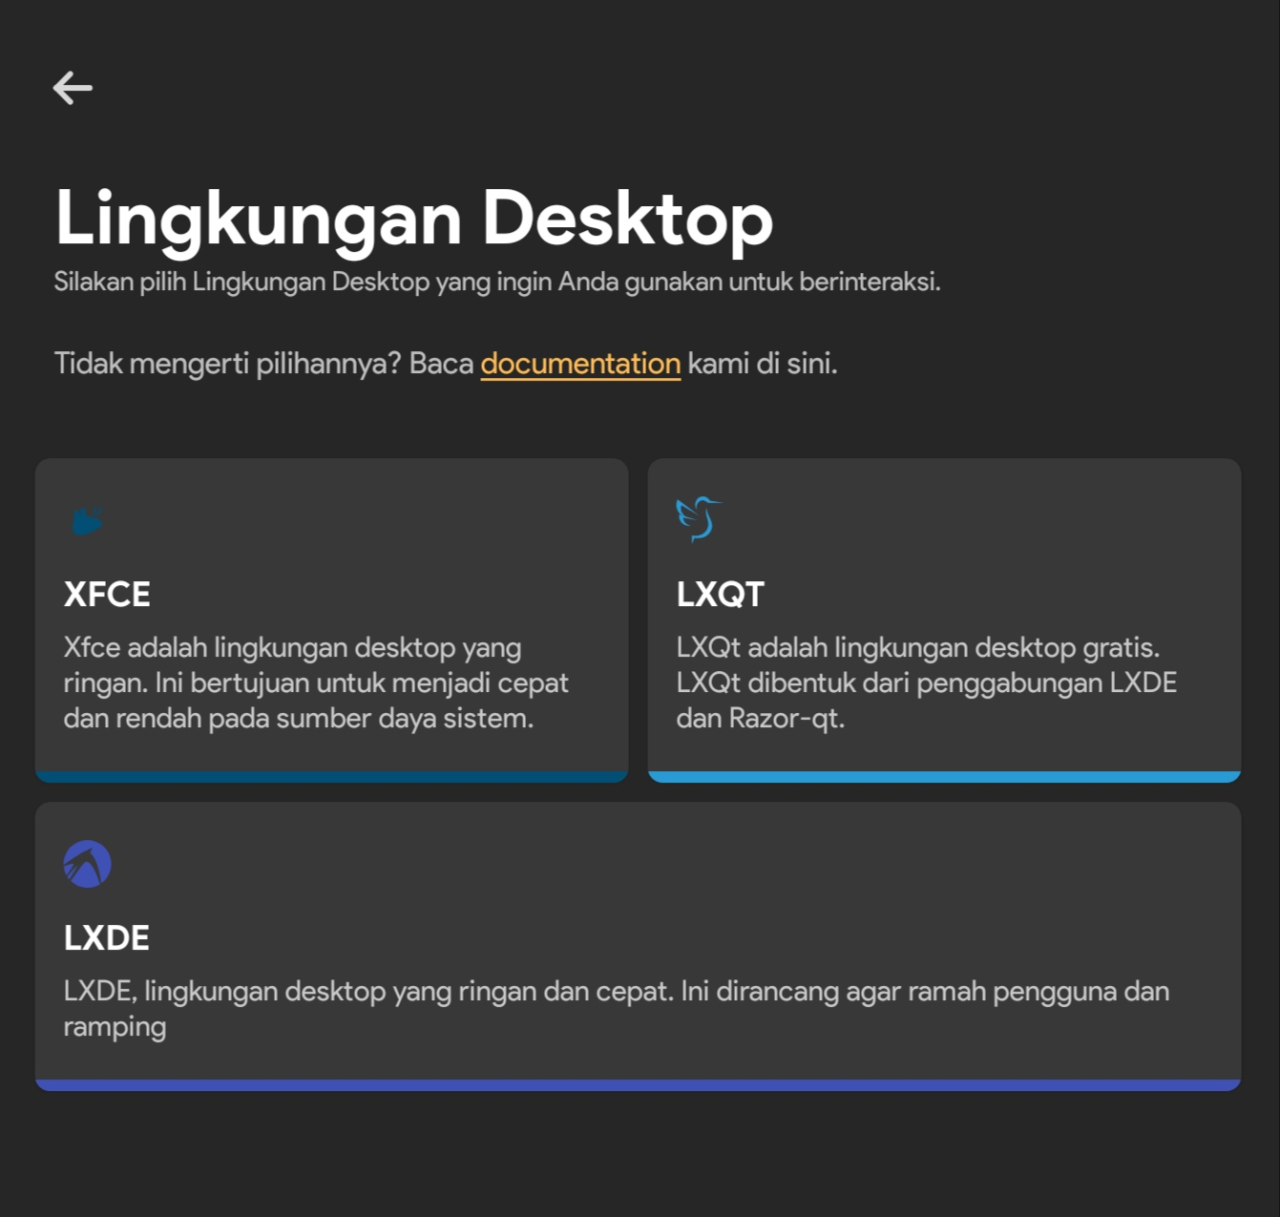 Lingkungan Desktop
Silakan pilih Lingkungan Desktop yang ingin Anda gunakan untuk berinteraksi.
Tidak mengerti pilihannya? Baca documentation kami di sini.
XFCE
Xfce adalah lingkungan desktop yang
ringan. Ini bertujuan untuk menjadi cepat
dan rendah pada sumber daya sistem.
LXQT
LXQt adalah lingkungan desktop gratis.
LXQt dibentuk dari penggabungan LXDE
dan Razor-qt.
LXDE
LXDE, lingkungan desktop yang ringan dan cepat. Ini dirancang agar ramah pengguna dan
ramping